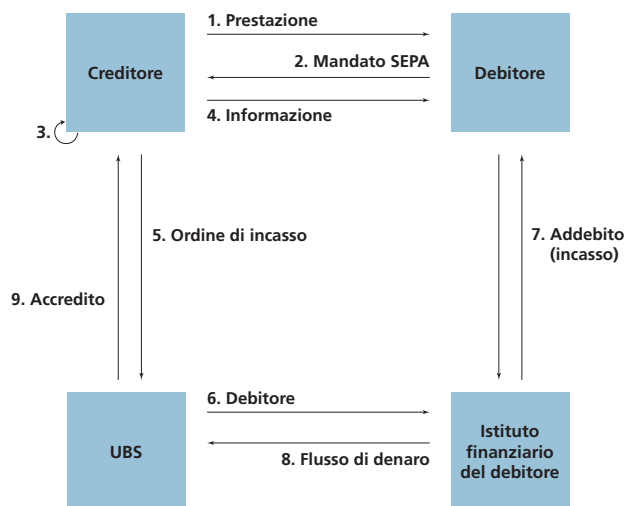 1. Prestazione
2. Mandato SEPA
Creditore
Debitore
4. Informazione
3.
5. Ordine di incasso
7. Addebito
(incasso)
9. Accredito
6. Debitore
UBS
Istituto
finanziario
del debitore
8. Flusso di denaro